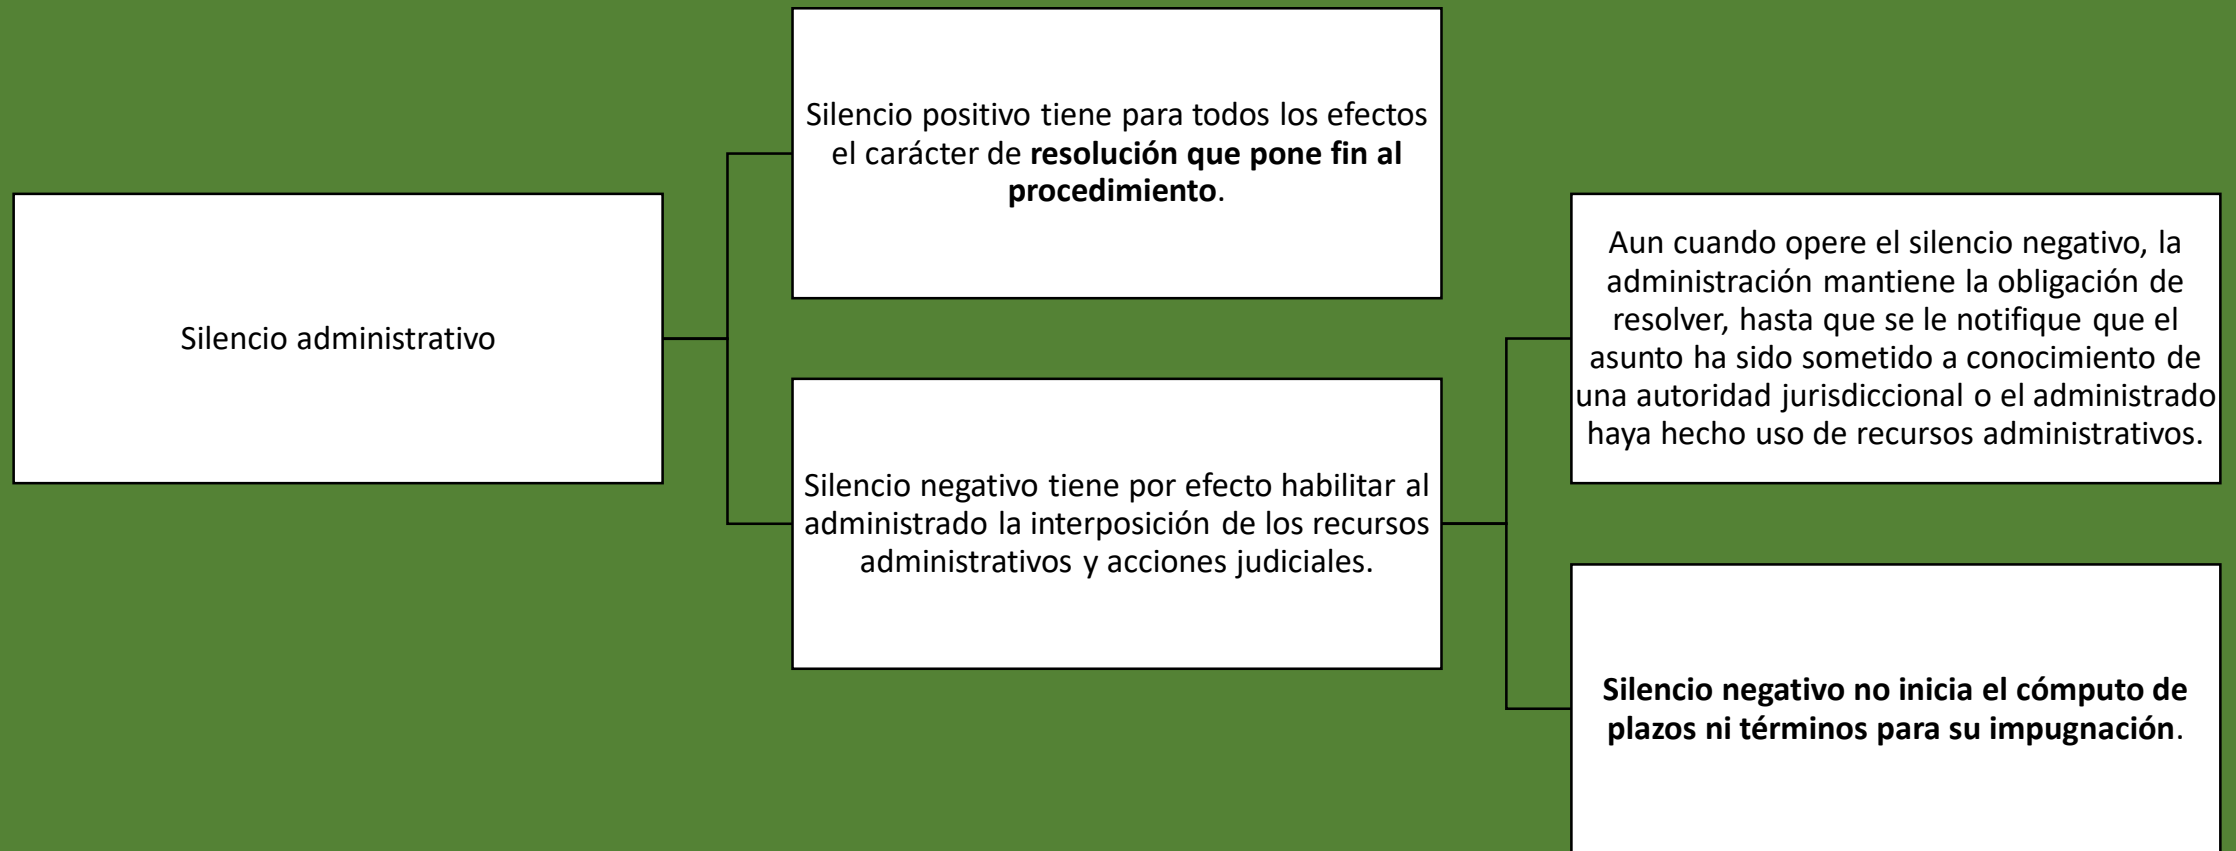 Silencio administrativo
Silencio positivo tiene para todos los efectos
el carácter de resolución que pone fin al
procedimiento.
Silencio negativo tiene por efecto habilitar al
administrado la interposición de los recursos
administrativos y acciones judiciales.
Aun cuando opere el silencio negativo, la
administración mantiene la obligación de
resolver, hasta que se le notifique que el
asunto ha sido sometido a conocimiento de
una autoridad jurisdiccional o el administrado
haya hecho uso de recursos administrativos.
Silencio negativo no inicia el cómputo de
plazos ni términos para su impugnación.